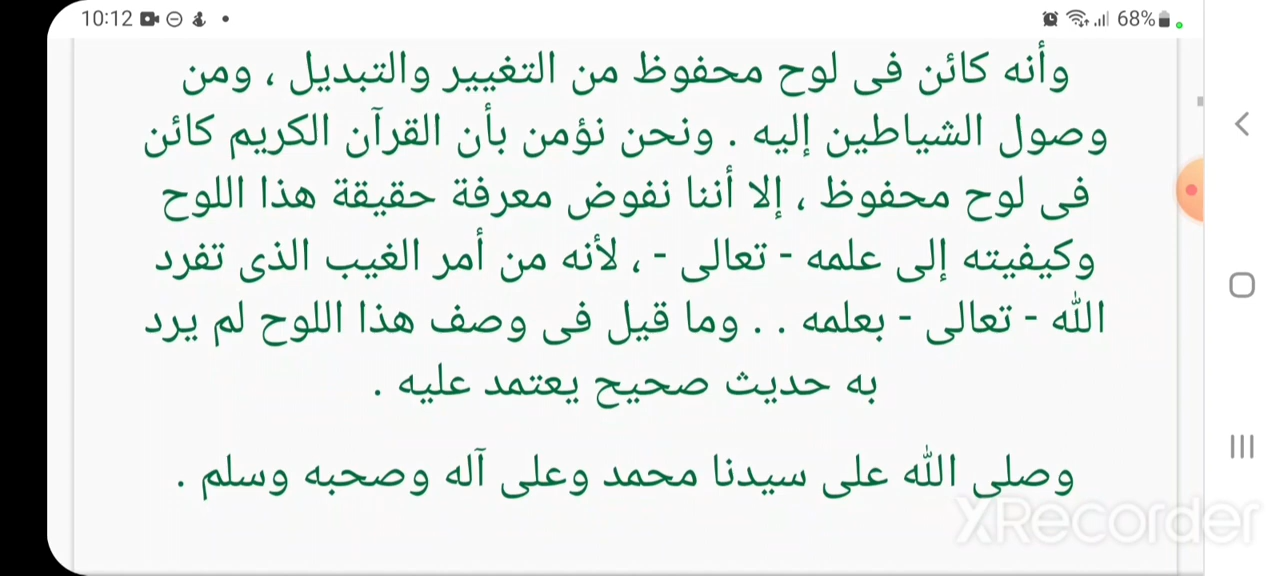 10:12
68%
وأنه كائن فى لوح محفوظ من التغيير والتبديل ، ومن
وصول الشياطين إليه . ونحن نؤمن بأن القرآن الكريم كائن
فى لوح محفوظ ، إلا أننا نفوض معرفة حقيقة هذا اللوح
وكيفيته إلى علمه - تعالى - ، لأنه من أمر الغيب الذى تفرد
الله - تعالى - بعلمه . . وما قيل فى وصف هذا اللوح لم يرد
به حديث صحيح يعتمد عليه .
وصلى الله على سيدنا محمد وعلى آله وصحبه وسلم .
XRecorder